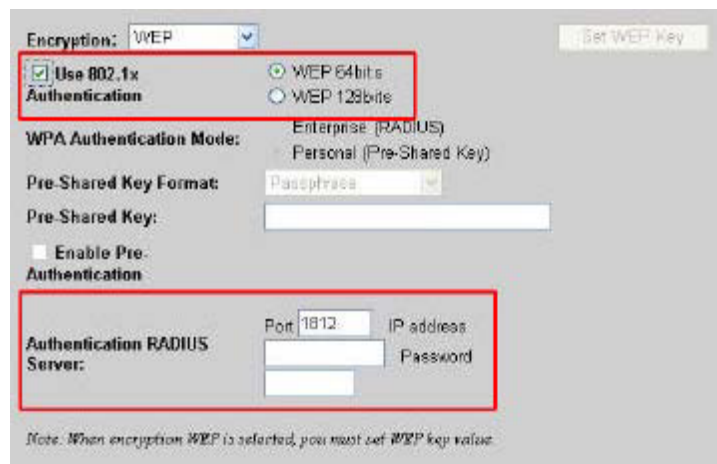 Encryption: WEP Set WEP Key
Use 802.1x WEP 64bits
Authentication WEP 128bits
Enterprise (RADIUS)
WPA Authentication Mode:
Personal (Pre-Shared Key)
Pre-Shared Key Format: Passphrase
Pre-Shared Key:
Enable Pre-
Authentication
Port 1812 IP address
Authentication RADIUS
Server: Password
Note: When encryption WEP is selected, you must set WEP key value.